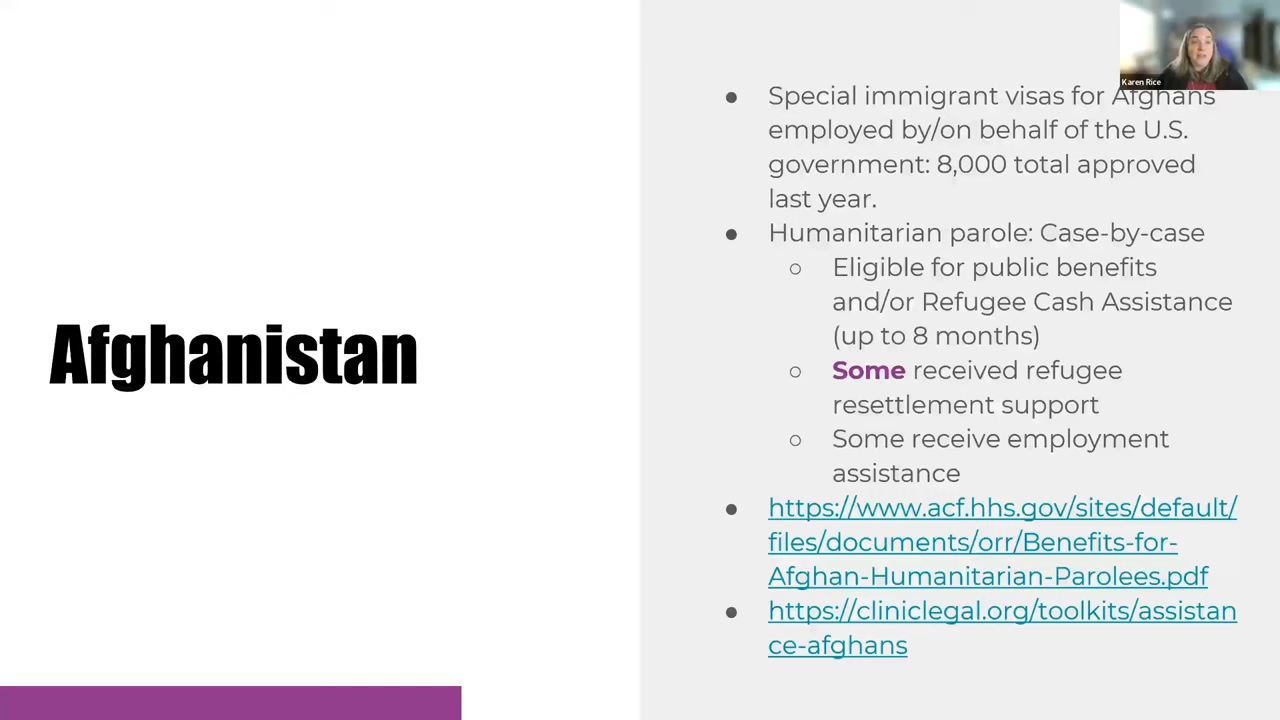 Karen Rice
Afghanistan
● Special immigrant visas for Afghans
employed by/on behalf of the U.S.
government: 8,000 total approved
last year.
● Humanitarian parole: Case-by-case
○ Eligible for public benefits
and/or Refugee Cash Assistance
(up to 8 months)
○ Some received refugee
resettlement support
○ Some receive employment
assistance
● https://www.acf.hhs.gov/sites/default/
files/documents/orr/Benefits-for-
Afghan-Humanitarian-Parolees.pdf
● https://cliniclegal.org/toolkits/assistan
ce-afghans